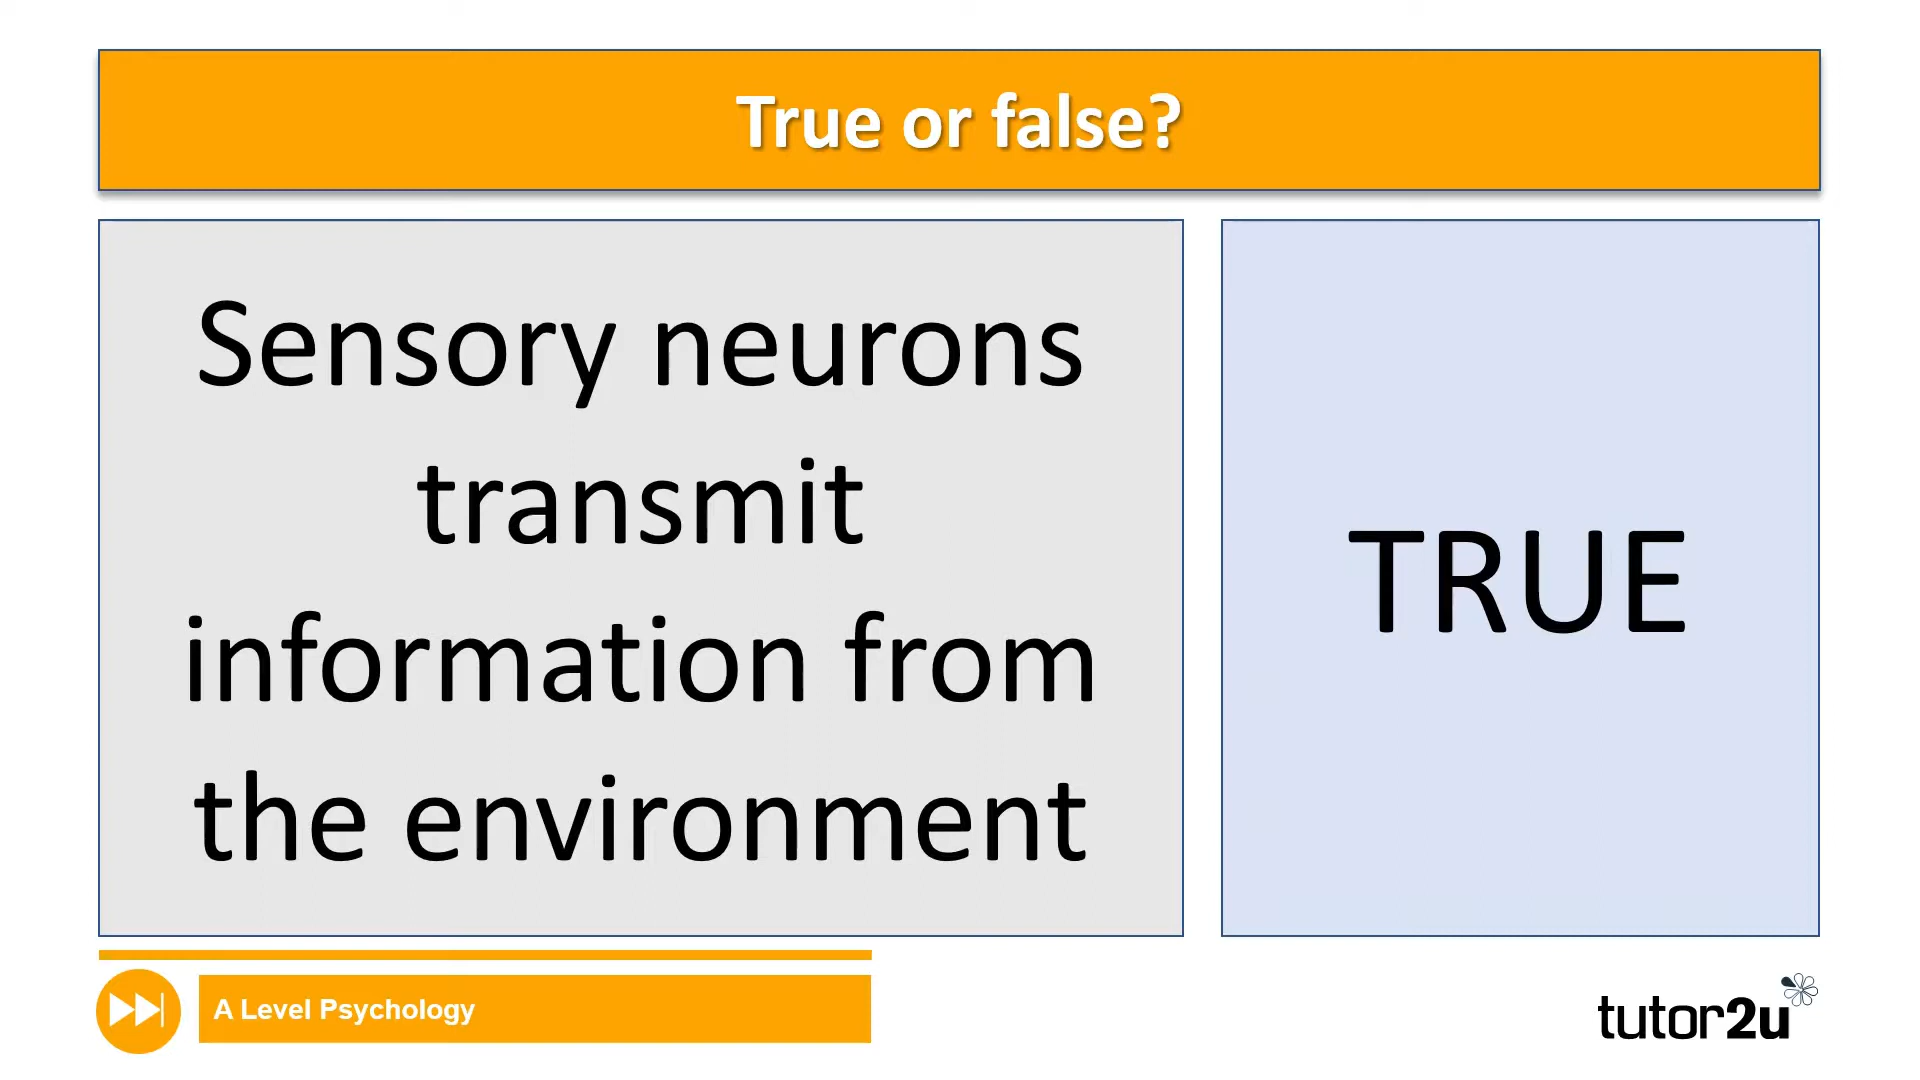 True or false?
Sensory neurons
transmit
information from
the environment
TRUE
A Level Psychology
tutor2u